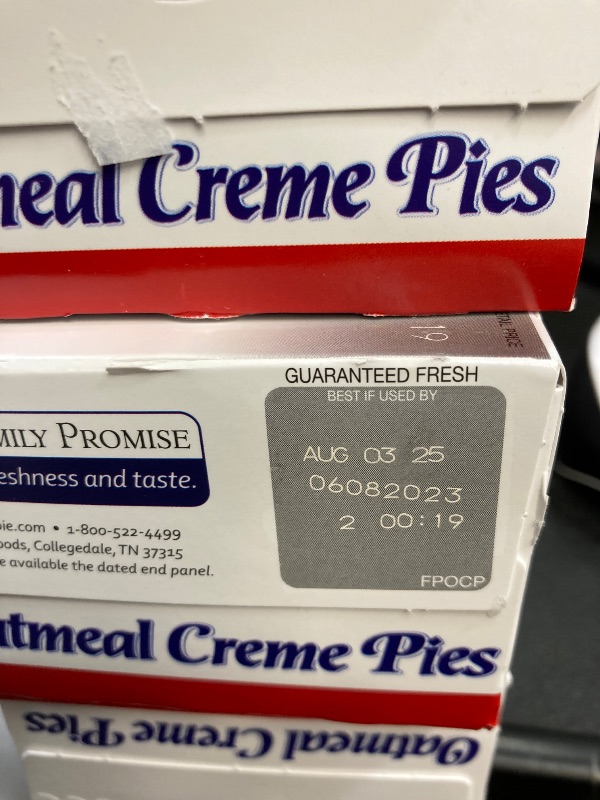 Creme Pies
19
GUARANTEED FRESH
BEST IF USED BY
AUG 03 25
06082023
2 00:19
FPOCP
MILY PROMISE
eshness and taste.
ie.com • 1-800-522-4499
oods, Collegedale, TN 37315
e available the dated end panel.
atmeal Creme Pies
Oatmeal Creme Pies